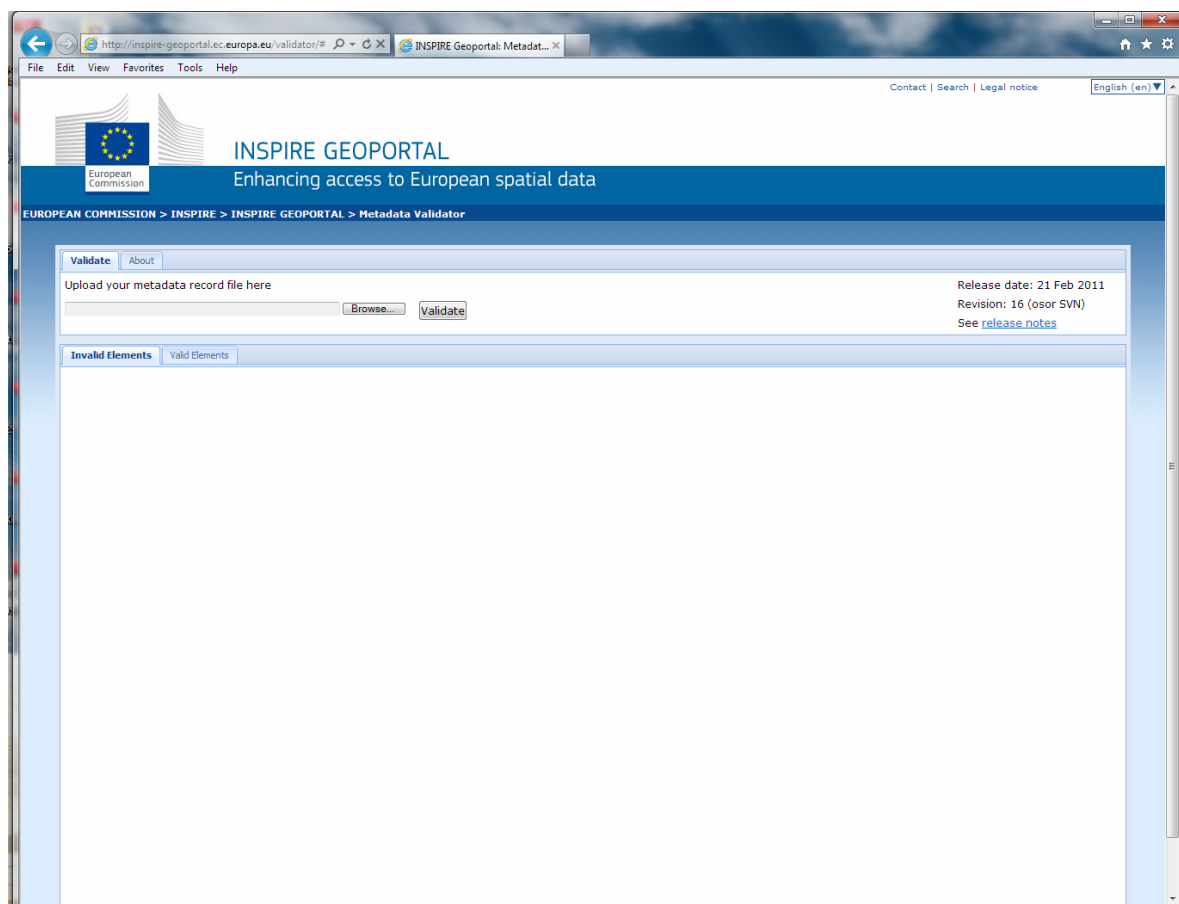 http://inspire-geoportal.ec.europa.eu/validator/# INSPIRE Geoportal: Metadat...
File Edit View Favorites Tools Help
Contact | Search | Legal notice English (en)▼
INSPIRE GEOPORTAL
European
Commission
Enhancing access to European spatial data
EUROPEAN COMMISSION > INSPIRE > INSPIRE GEOPORTAL > Metadata Validator
Validate About
Upload your metadata record file here
Browse... Validate
Release date: 21 Feb 2011
Revision: 16 (osor SVN)
See release notes
Invalid Elements Valid Elements